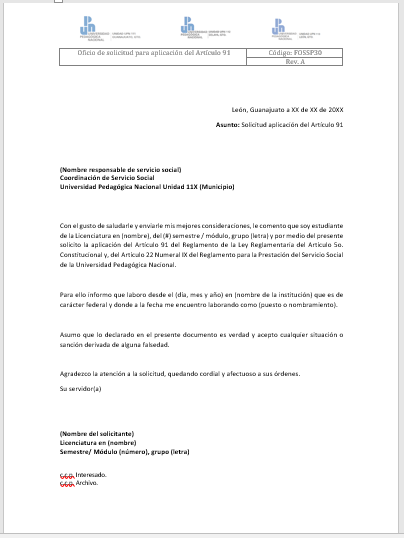 Oficio de solicitud para aplicación del Artículo 91
Código: FOSSP30
Rev. A
León, Guanajuato a XX de XX de 20XX
Asunto: Solicitud aplicación del Artículo 91
(Nombre responsable de servicio social)
Coordinación de Servicio Social
Universidad Pedagógica Nacional Unidad 11X (Municipio)
Con el gusto de saludarle y enviarle mis mejores consideraciones, le comento que soy estudiante
de la Licenciatura en (nombre), del (#) semestre / módulo, grupo (letra) y por medio del presente
solicito la aplicación del Artículo 91 del Reglamento de la Ley Reglamentaria del Artículo 5o.
Constitucional y, del Artículo 22 Numeral IX del Reglamento para la Prestación del Servicio Social
de la Universidad Pedagógica Nacional.
Para ello informo que laboro desde el (día, mes y año) en (nombre de la institución) que es de
carácter federal y donde a la fecha me encuentro laborando como (puesto o nombramiento).
Asumo que lo declarado en el presente documento es verdad y acepto cualquier situación o
sanción derivada de alguna falsedad.
Agradezco la atención a la solicitud, quedando cordial y afectuoso a sus órdenes.
Su servidor(a)
(Nombre del solicitante)
Licenciatura en (nombre)
Semestre/ Módulo (número), grupo (letra)
Interesado.
Archivo.